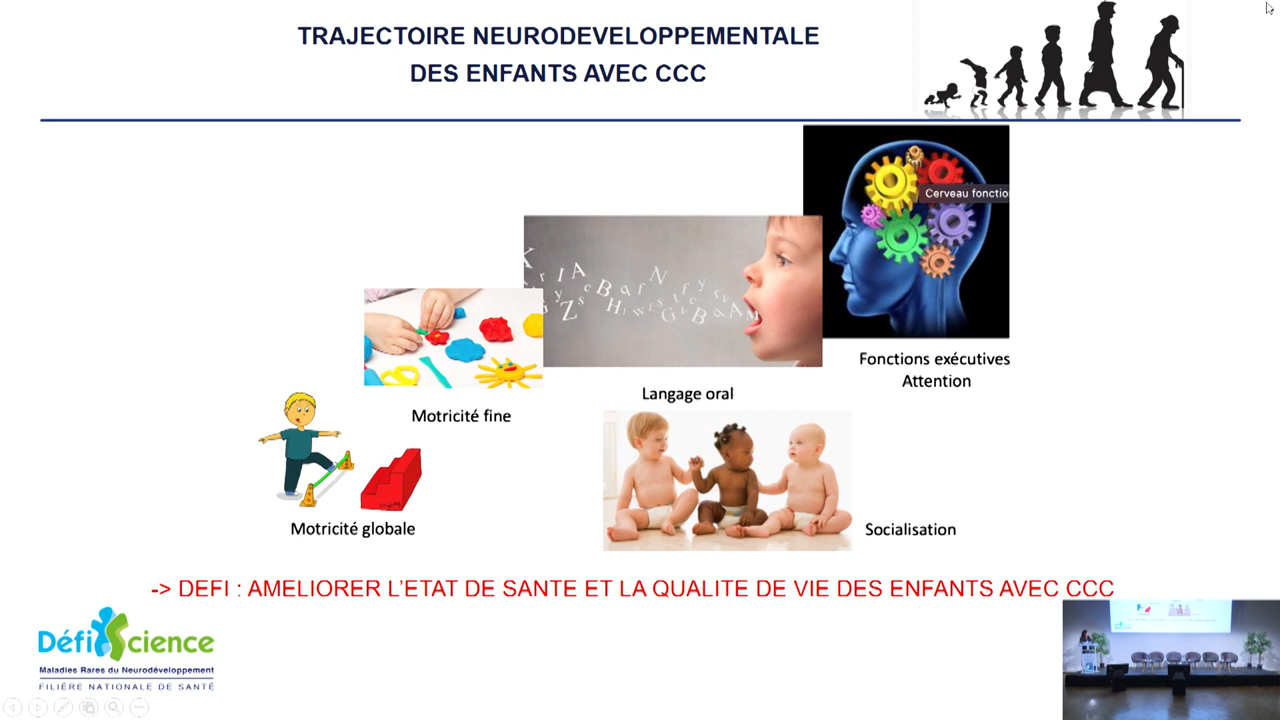 TRAJECTOIRE NEURODEVELOPPEMENTALE
DES ENFANTS AVEC CCC
Cerveau fonctio
Fonctions exécutives
Attention
Langage oral
Motricité fine
Motricité globale
Socialisation
-> DEFI : AMELIORER L’ETAT DE SANTE ET LA QUALITE DE VIE DES ENFANTS AVEC CCC
DéfiScience
Maladies Rares du Neurodéveloppement
FILIÈRE NATIONALE DE SANTÉ